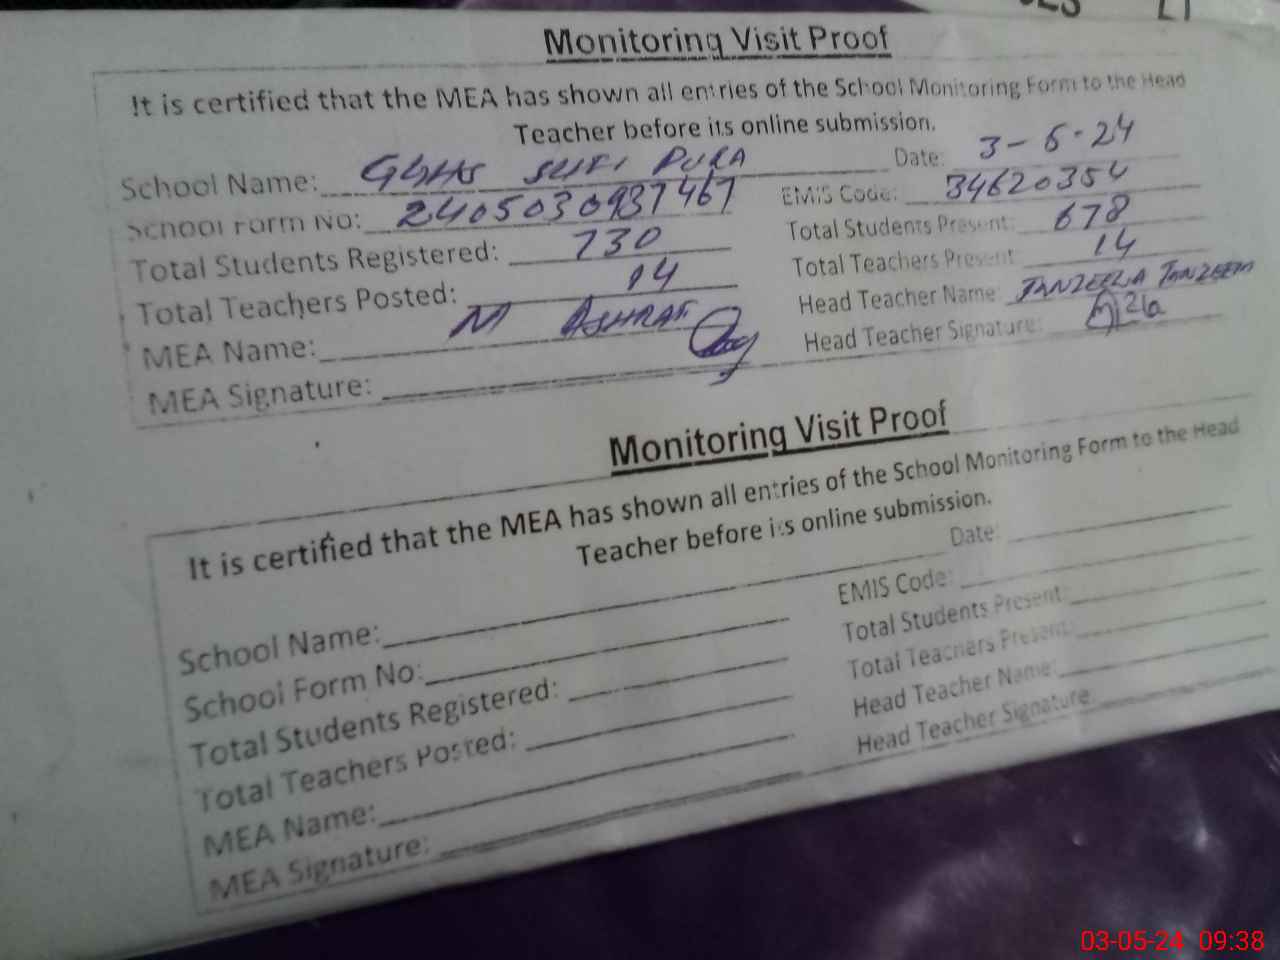 Monitoring Visit Proof
It is certified that the MEA has shown all entries of the School Monitoring Form to the Head
Teacher before its online submission.
School Name: GGHS SUFI PURA Date: 3-5-24
School Form No: 2405030937467 EMIS Code: 34620354
Total Students Registered: 730 Total Students Present: 678
Total Teachers Posted: 14 Total Teachers Present: 14
MEA Name: M ASHRAF Head Teacher Name: TANZEELA TANZEEM
MEA Signature: Head Teacher Signature:
Monitoring Visit Proof
It is certified that the MEA has shown all entries of the School Monitoring Form to the Head
Teacher before its online submission.
School Name: Date:
School Form No: EMIS Code:
Total Students Registered: Total Students Present:
Total Teachers Posted: Total Teachers Present:
MEA Name: Head Teacher Name:
MEA Signature: Head Teacher Signature:
03-05-24 09:38